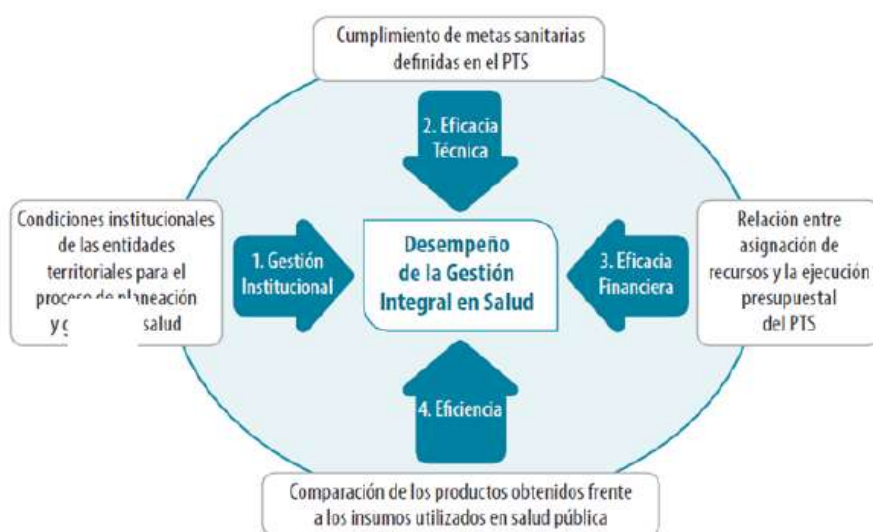 Cumplimiento de metas sanitarias
definidas en el PTS
2. Eficacia
Técnica
Condiciones institucionales
de las entidades
territoriales para el
proceso de planeación
y salud
1. Gestión
Institucional
Desempeño
de la Gestión
Integral en Salud
3. Eficacia
Financiera
Relación entre
asignación de
recursos y la ejecución
presupuestal
del PTS
4. Eficiencia
Comparación de los productos obtenidos frente
a los insumos utilizados en salud pública